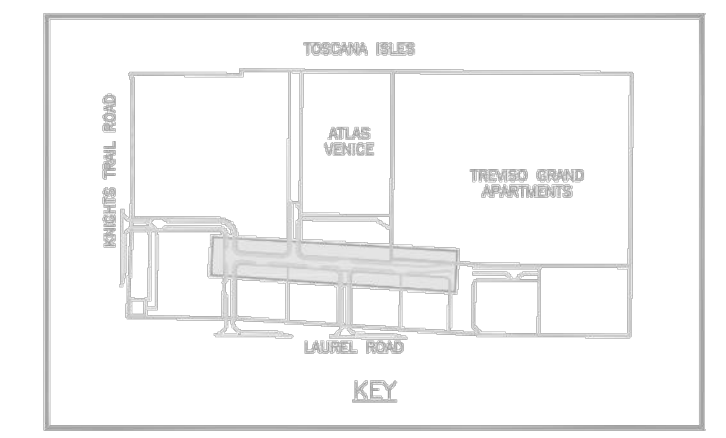 TOSCANA ISLES
KNIGHTS TRAIL ROAD
ATLAS
VENICE
TREVISO GRAND
APARTMENTS
LAUREL ROAD
KEY